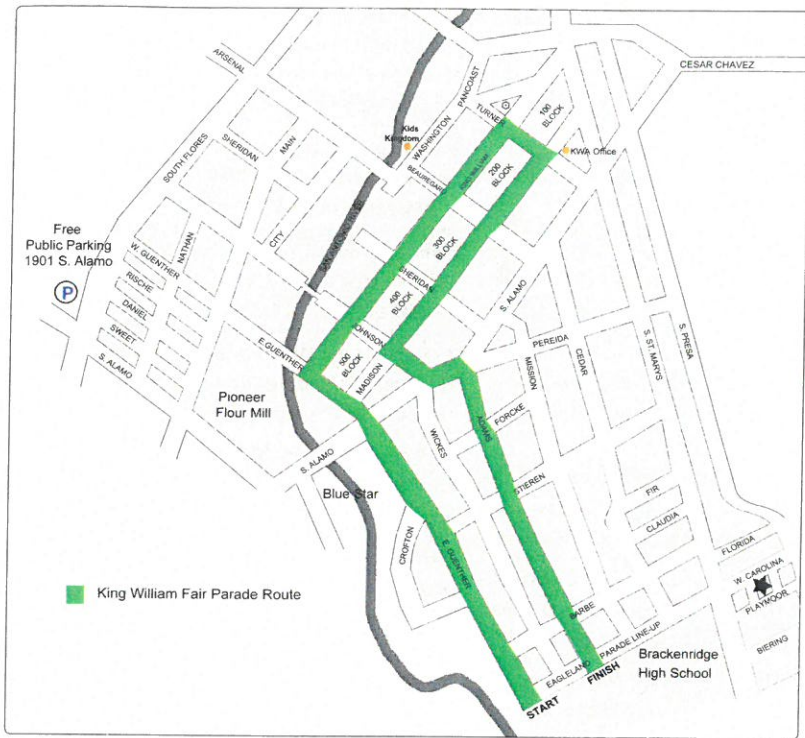 ARSENAL
CESAR CHAVEZ
PANCOAST
TURNER
100
BLOCK
Kids
Kingdom
WASHINGTON
KWA Office
SOUTH FLORES
SHERIDAN
MAIN
BEAUREGARD
KING WILLIAM
200
BLOCK
Free
Public Parking
1901 S. Alamo
P
W. GUENTHER
NATHAN
CITY
300
BLOCK
RISCHE
DANIEL
SWEET
S. ALAMO
SHERIDAN
400
BLOCK
S. ALAMO
JOHNSON
E.GUENTHER
500
BLOCK
MADISON
PEREIDA
MISSION
CEDAR
S. ST. MARYS
S. PRESA
Pioneer
Flour Mill
WICKES
ADAMS
FORCKE
S. ALAMO
Blue Star
STIEREN
FIR
CLAUDIA
CROFTON
E. GUENTHER
FLORIDA
W. CAROLINA
PLAYMOOR
King William Fair Parade Route
BARBE
EAGLELAND
PARADE LINE-UP
Brackenridge
High School
BIERING
START
FINISH